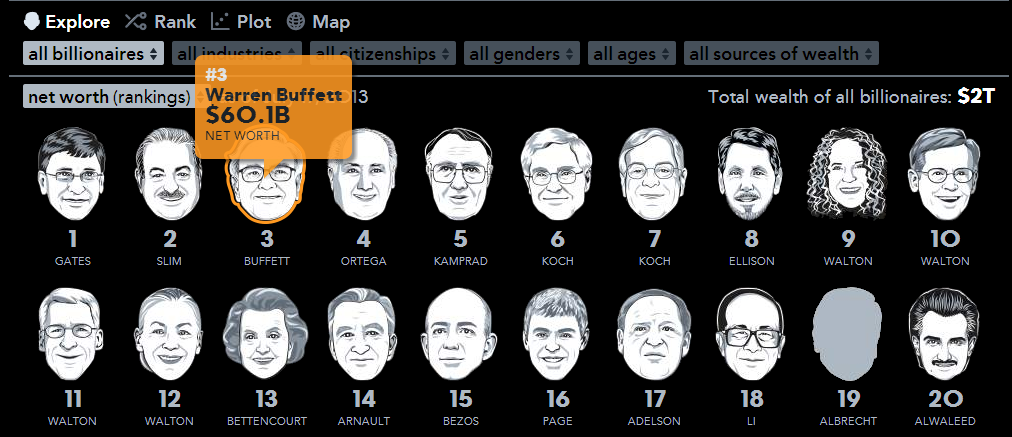 Explore Rank Plot Map
all billionaires all industries all citizenships all genders all ages all sources of wealth
#3
Warren Buffett
$60.1B
NET WORTH
net worth (rankings) 13 Total wealth of all billionaires: $2T
1 2 3 4 5 6 7 8 9 10
GATES SLIM BUFFETT ORTEGA KAMPRAD KOCH KOCH ELLISON WALTON WALTON
11 12 13 14 15 16 17 18 19 20
WALTON WALTON BETTENCOURT ARNAULT BEZOS PAGE ADELSON LI ALBRECHT ALWALEED